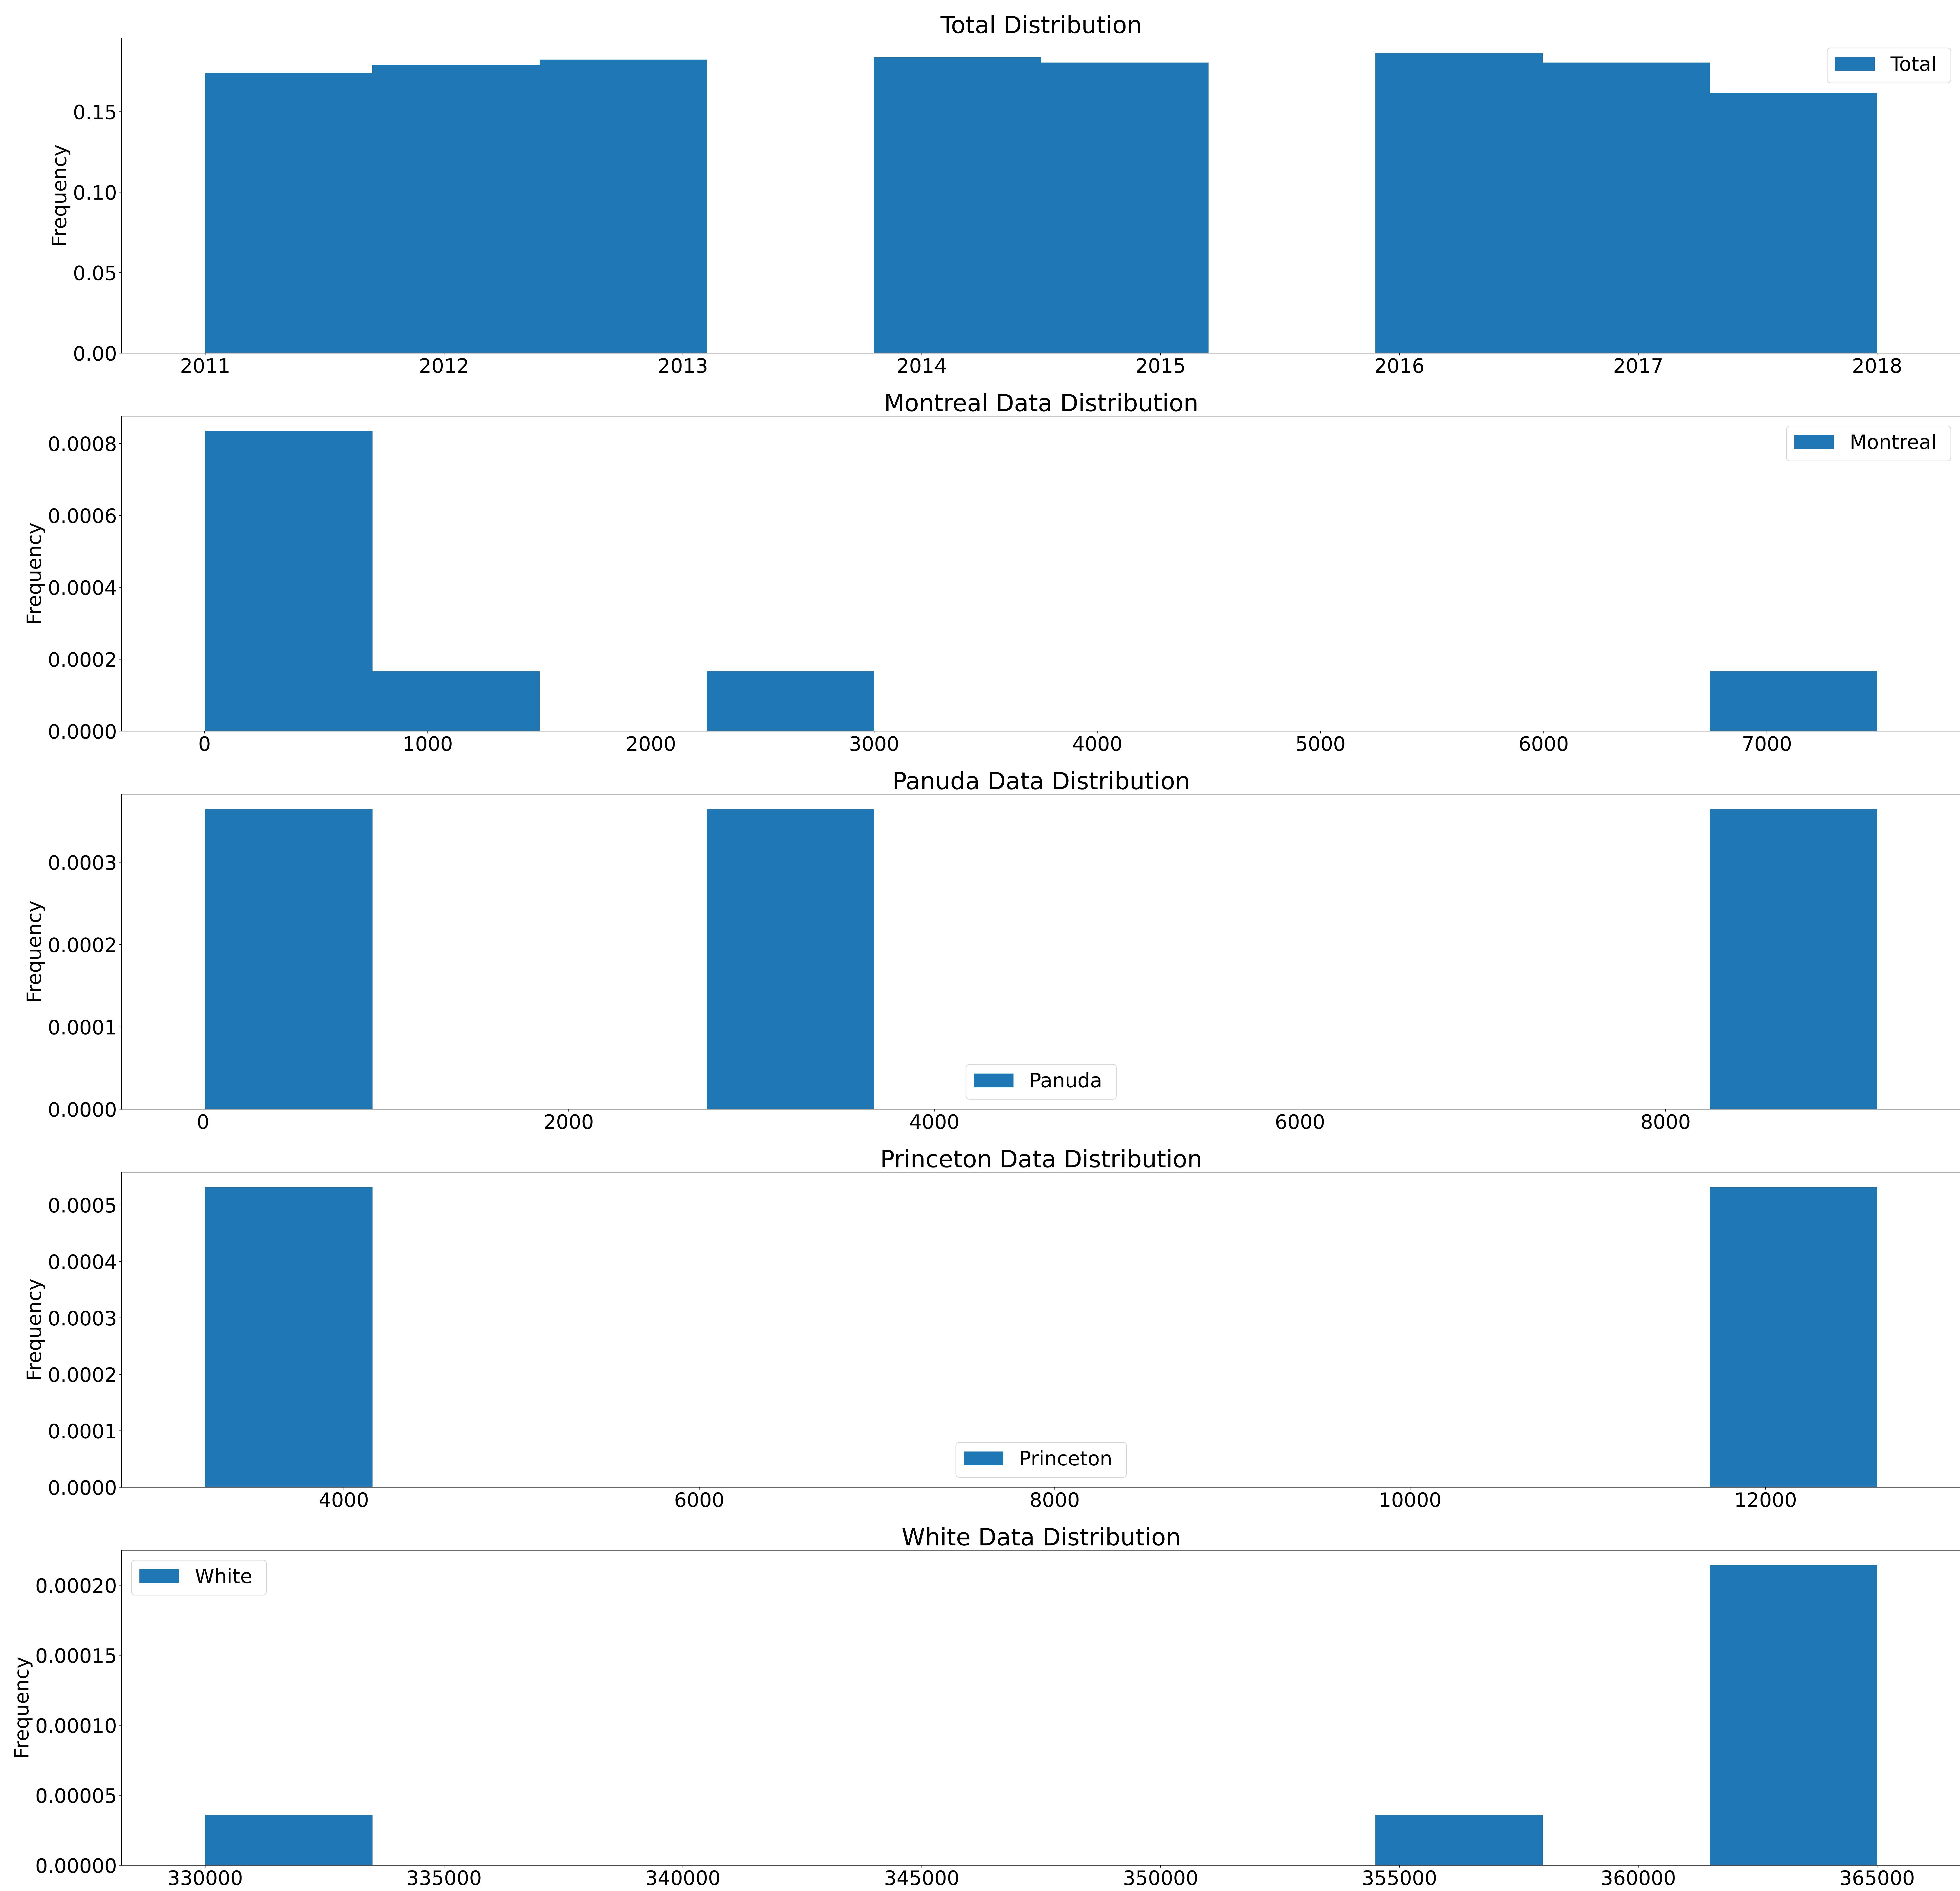 Total Distribution
Total
Frequency
0.15
0.10
0.05
0.00
2011 2012 2013 2014 2015 2016 2017 2018
Montreal Data Distribution
Montreal
Frequency
0.0008
0.0006
0.0004
0.0002
0.0000
0 1000 2000 3000 4000 5000 6000 7000
Panuda Data Distribution
Frequency
0.0003
0.0002
0.0001
Panuda
0.0000
0 2000 4000 6000 8000
Princeton Data Distribution
Frequency
0.0005
0.0004
0.0003
0.0002
0.0001
Princeton
0.0000
4000 6000 8000 10000 12000
White Data Distribution
White
Frequency
0.00020
0.00015
0.00010
0.00005
0.00000
330000 335000 340000 345000 350000 355000 360000 365000